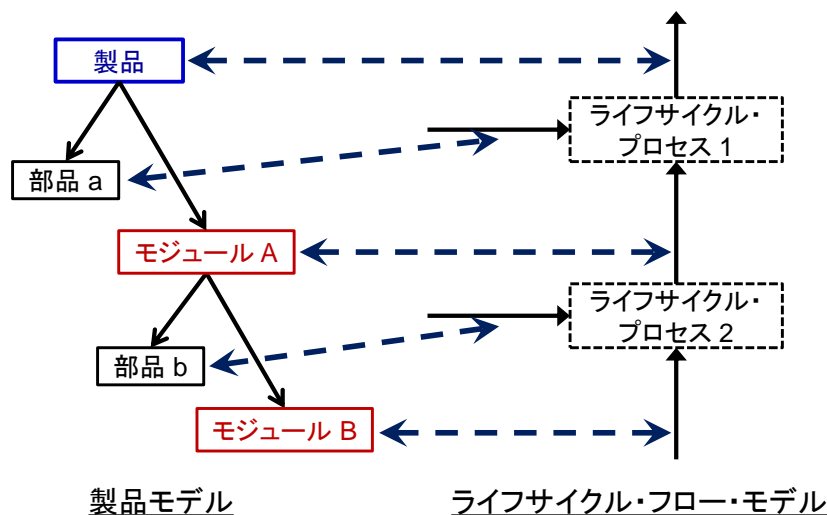 製品
ライフサイクル・
プロセス 1
部品 a
モジュール A
ライフサイクル・
プロセス 2
部品 b
モジュール B
製品モデル
ライフサイクル・フロー・モデル